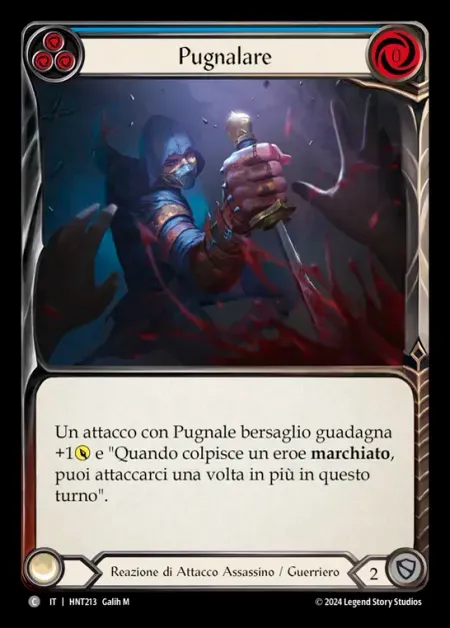 Pugnalare
0
Un attacco con Pugnale bersaglio guadagna
+1 e "Quando colpisce un eroe marchiato,
puoi attaccarci una volta in più in questo
turno".
Reazione di Attacco Assassino / Guerriero
2
C IT | HNT213 Galih M
© 2024 Legend Story Studios